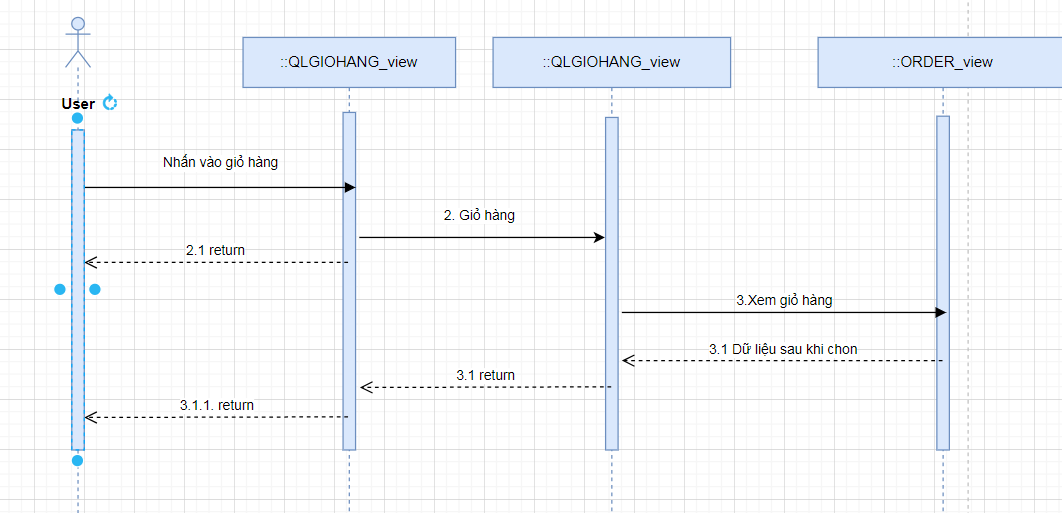 ::QLGIOHANG_view
::QLGIOHANG_view
::ORDER_view
User
Nhấn vào giỏ hàng
2. Giỏ hàng
2.1 return
3.Xem giỏ hàng
3.1 Dữ liệu sau khi chon
3.1 return
3.1.1. return